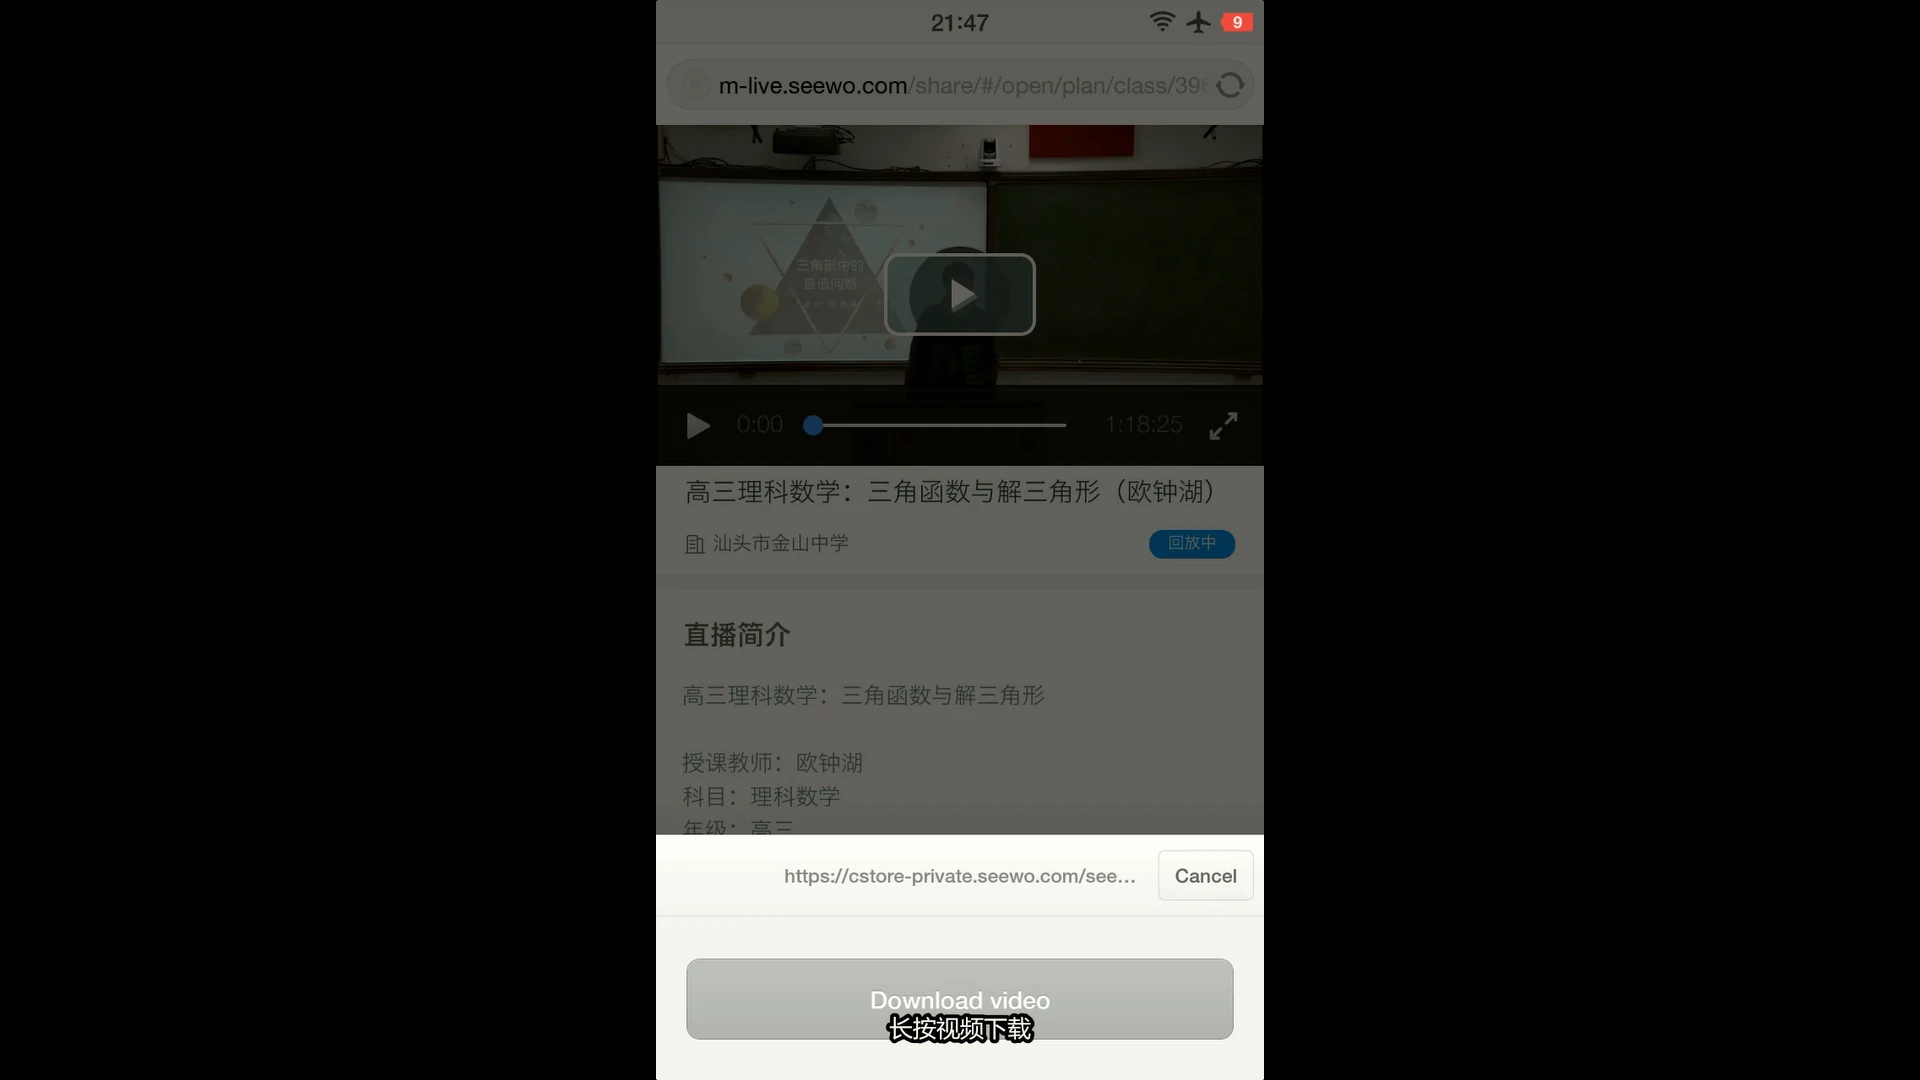 21:47
9
m-live.seewo.com/share/#/open/plan/class/396
三角形中的
最值问题
0:00
1:18:25
高三理科数学：三角函数与解三角形（欧钟湖）
汕头市金山中学
回放中
直播简介
高三理科数学：三角函数与解三角形
授课教师：欧钟湖
科目：理科数学
年级：高三
https://cstore-private.seewo.com/see...
Cancel
Download video
长按视频下载